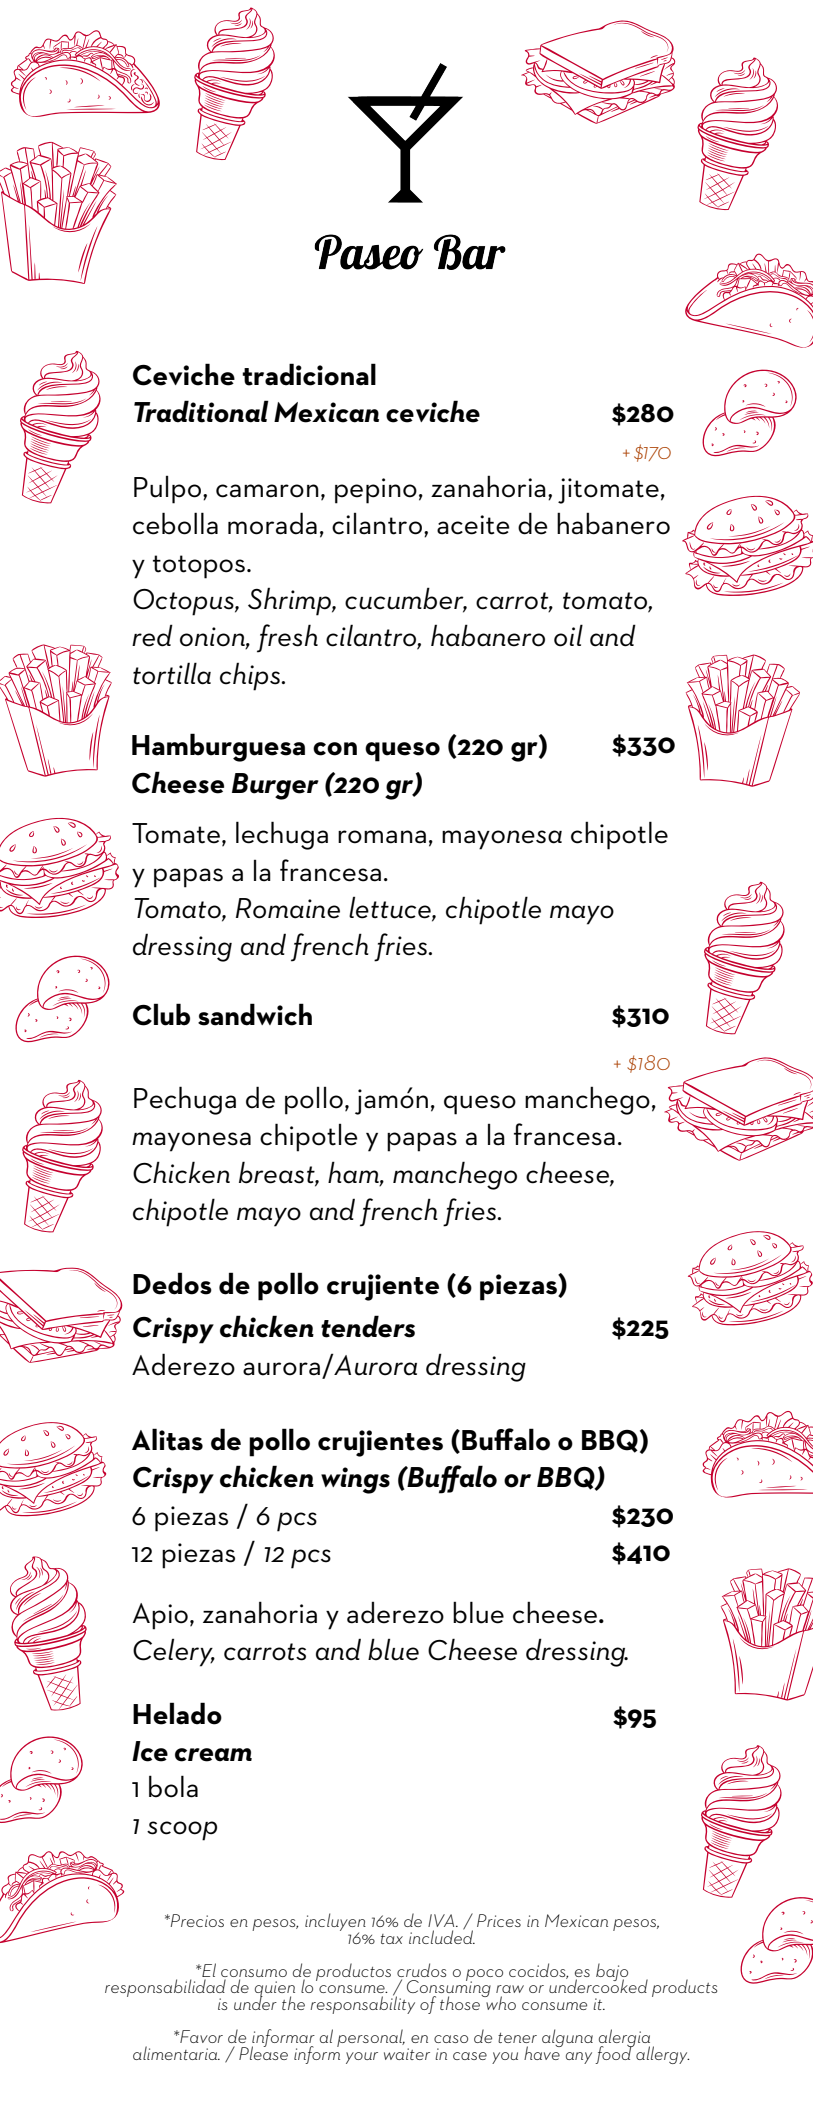 Paseo Bar
Ceviche tradicional
Traditional Mexican ceviche $280
+ $170
Pulpo, camaron, pepino, zanahoria, jitomate,
cebolla morada, cilantro, aceite de habanero
y totopos.
Octopus, Shrimp, cucumber, carrot, tomato,
red onion, fresh cilantro, habanero oil and
tortilla chips.
Hamburguesa con queso (220 gr) $330
Cheese Burger (220 gr)
Tomate, lechuga romana, mayonesa chipotle
y papas a la francesa.
Tomato, Romaine lettuce, chipotle mayo
dressing and french fries.
Club sandwich $310
+ $180
Pechuga de pollo, jamón, queso manchego,
mayonesa chipotle y papas a la francesa.
Chicken breast, ham, manchego cheese,
chipotle mayo and french fries.
Dedos de pollo crujiente (6 piezas)
Crispy chicken tenders $225
Aderezo aurora/Aurora dressing
Alitas de pollo crujientes (Buffalo o BBQ)
Crispy chicken wings (Buffalo or BBQ)
6 piezas / 6 pcs $230
12 piezas / 12 pcs $410
Apio, zanahoria y aderezo blue cheese.
Celery, carrots and blue Cheese dressing.
Helado $95
Ice cream
1 bola
1 scoop
*Precios en pesos, incluyen 16% de IVA. / Prices in Mexican pesos,
16% tax included.
*El consumo de productos crudos o poco cocidos, es bajo
responsabilidad de quien lo consume. / Consuming raw or undercooked products
is under the responsability of those who consume it.
*Favor de informar al personal, en caso de tener alguna alergia
alimentaria. / Please inform your waiter in case you have any food allergy.